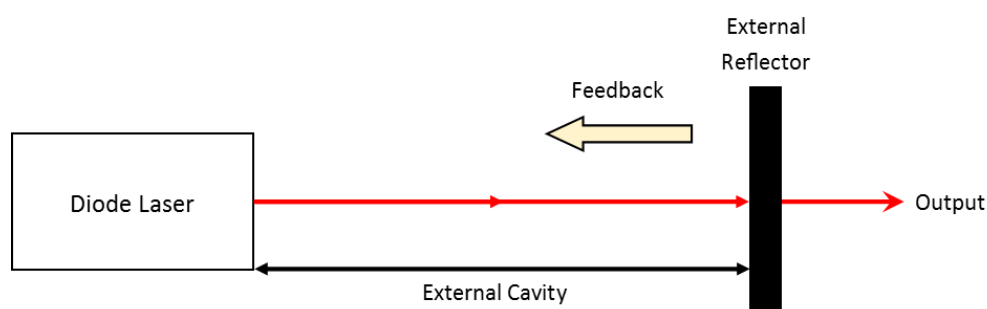 External
Reflector
Feedback
Diode Laser
Output
External Cavity